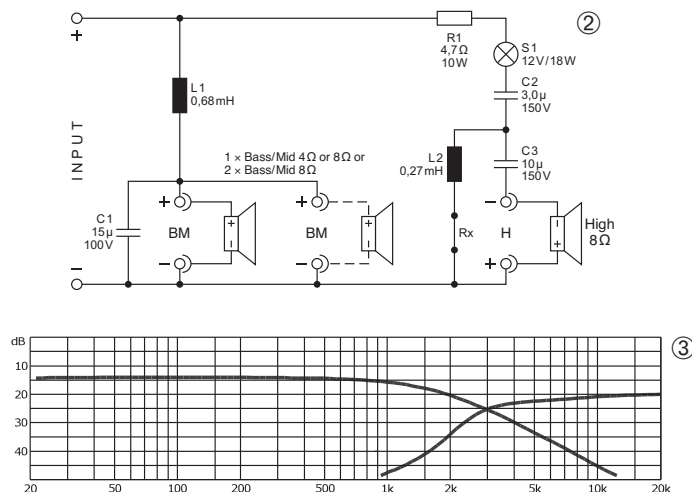 +
R1
4,7Ω
10W
②
S1
12V/18W
C2
3,0µ
150V
L1
0,68mH
INPUT
1 × Bass/Mid 4Ω or 8Ω or
2 × Bass/Mid 8Ω
L2
0,27mH
C3
10µ
150V
C1
15µ
100V
+
BM
−
+
−
+
BM
−
+
−
Rx
−
H
+
−
+
High
8Ω
−
③
dB
10
20
30
40
20
50
100
200
500
1k
2k
5k
10k
20k